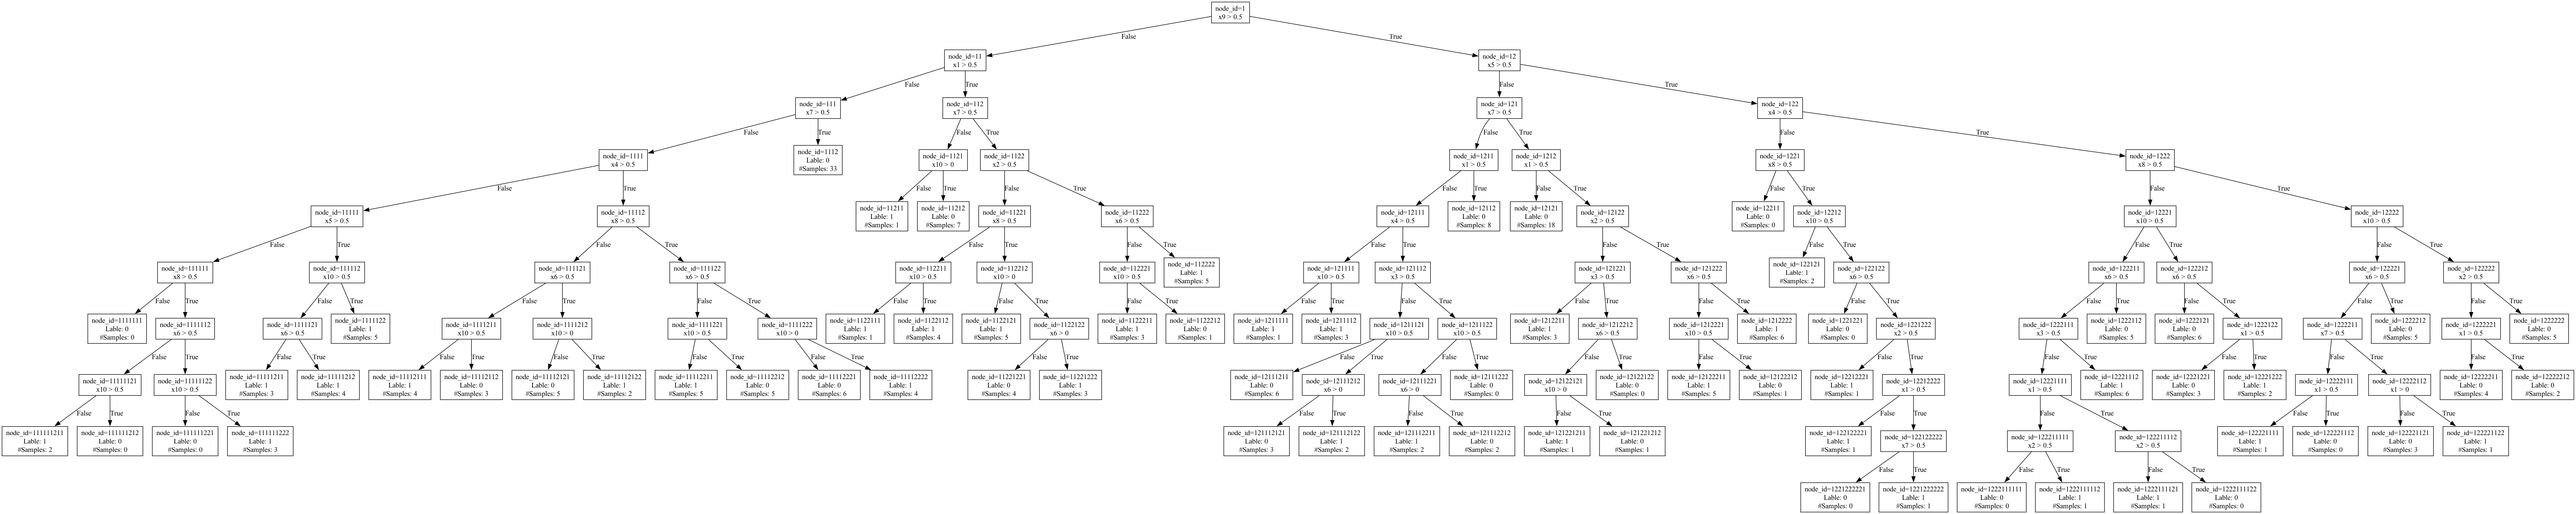 node_id=1
x9 > 0.5
False
True
node_id=11
x1 > 0.5
node_id=12
x5 > 0.5
False
True
False
True
node_id=111
x7 > 0.5
node_id=112
x7 > 0.5
node_id=121
x7 > 0.5
node_id=122
x4 > 0.5
False
True
False
True
False
True
False
True
node_id=1111
x4 > 0.5
node_id=1112
Lable: 0
#Samples: 33
node_id=1121
x10 > 0
node_id=1122
x2 > 0.5
node_id=1211
x1 > 0.5
node_id=1212
x1 > 0.5
node_id=1221
x8 > 0.5
node_id=1222
x8 > 0.5
False
True
False
True
False
True
False
True
False
True
False
True
False
True
node_id=11111
x5 > 0.5
node_id=11112
x8 > 0.5
node_id=11211
Lable: 1
#Samples: 1
node_id=11212
Lable: 0
#Samples: 7
node_id=11221
x8 > 0.5
node_id=11222
x6 > 0.5
node_id=12111
x4 > 0.5
node_id=12112
Lable: 0
#Samples: 8
node_id=12121
Lable: 0
#Samples: 18
node_id=12122
x2 > 0.5
node_id=12211
Lable: 0
#Samples: 0
node_id=12212
x10 > 0.5
node_id=12221
x10 > 0.5
node_id=12222
x10 > 0.5
False
True
False
True
False
True
False
True
False
True
False
True
False
True
False
True
False
True
node_id=111111
x8 > 0.5
node_id=111112
x10 > 0.5
node_id=111121
x6 > 0.5
node_id=111122
x6 > 0.5
node_id=112211
x10 > 0.5
node_id=112212
x10 > 0
node_id=112221
x10 > 0.5
node_id=112222
Lable: 1
#Samples: 5
node_id=121111
x10 > 0.5
node_id=121112
x3 > 0.5
node_id=121221
x3 > 0.5
node_id=121222
x6 > 0.5
node_id=122121
Lable: 1
#Samples: 2
node_id=122122
x6 > 0.5
node_id=122211
x6 > 0.5
node_id=122212
x6 > 0.5
node_id=122221
x6 > 0.5
node_id=122222
x2 > 0.5
False
True
False
True
False
True
False
True
False
True
False
True
False
True
False
True
False
True
False
True
False
True
False
True
False
True
False
True
False
True
False
True
node_id=1111111
Lable: 0
#Samples: 0
node_id=1111112
x6 > 0.5
node_id=1111121
x6 > 0.5
node_id=1111122
Lable: 1
#Samples: 5
node_id=1111211
x10 > 0.5
node_id=1111212
x10 > 0
node_id=1111221
x10 > 0.5
node_id=1111222
x10 > 0
node_id=1122111
Lable: 1
#Samples: 1
node_id=1122112
Lable: 1
#Samples: 4
node_id=1122121
Lable: 1
#Samples: 5
node_id=1122122
x6 > 0
node_id=1122211
Lable: 1
#Samples: 3
node_id=1122212
Lable: 0
#Samples: 1
node_id=1211111
Lable: 1
#Samples: 1
node_id=1211112
Lable: 1
#Samples: 3
node_id=1211121
x10 > 0.5
node_id=1211122
x10 > 0.5
node_id=1212211
Lable: 1
#Samples: 3
node_id=1212212
x6 > 0.5
node_id=1212221
x10 > 0.5
node_id=1212222
Lable: 1
#Samples: 6
node_id=1221221
Lable: 0
#Samples: 0
node_id=1221222
x2 > 0.5
node_id=1222111
x3 > 0.5
node_id=1222112
Lable: 0
#Samples: 5
node_id=1222121
Lable: 0
#Samples: 6
node_id=1222122
x1 > 0.5
node_id=1222211
x7 > 0.5
node_id=1222212
Lable: 0
#Samples: 5
node_id=1222221
x1 > 0.5
node_id=1222222
Lable: 0
#Samples: 5
False
True
False
True
False
True
False
True
False
True
False
True
False
True
False
True
False
True
False
True
False
True
False
True
False
True
False
True
False
True
False
True
node_id=11111121
x10 > 0.5
node_id=11111122
x10 > 0.5
node_id=11111211
Lable: 1
#Samples: 3
node_id=11111212
Lable: 1
#Samples: 4
node_id=11112111
Lable: 1
#Samples: 4
node_id=11112112
Lable: 0
#Samples: 3
node_id=11112121
Lable: 0
#Samples: 5
node_id=11112122
Lable: 1
#Samples: 2
node_id=11112211
Lable: 1
#Samples: 5
node_id=11112212
Lable: 0
#Samples: 5
node_id=11112221
Lable: 0
#Samples: 6
node_id=11112222
Lable: 1
#Samples: 4
node_id=11221221
Lable: 0
#Samples: 4
node_id=11221222
Lable: 1
#Samples: 3
node_id=12111211
Lable: 0
#Samples: 6
node_id=12111212
x6 > 0
node_id=12111221
x6 > 0
node_id=12111222
Lable: 0
#Samples: 0
node_id=12122121
x10 > 0
node_id=12122122
Lable: 0
#Samples: 0
node_id=12122211
Lable: 1
#Samples: 5
node_id=12122212
Lable: 0
#Samples: 1
node_id=12212221
Lable: 1
#Samples: 1
node_id=12212222
x1 > 0.5
node_id=12221111
x1 > 0.5
node_id=12221112
Lable: 1
#Samples: 6
node_id=12221221
Lable: 0
#Samples: 3
node_id=12221222
Lable: 1
#Samples: 2
node_id=12222111
x1 > 0.5
node_id=12222112
x1 > 0
node_id=12222211
Lable: 0
#Samples: 4
node_id=12222212
Lable: 0
#Samples: 2
False
True
False
True
False
True
False
True
False
True
False
True
False
True
False
True
False
True
node_id=111111211
Lable: 1
#Samples: 2
node_id=111111212
Lable: 0
#Samples: 0
node_id=111111221
Lable: 0
#Samples: 0
node_id=111111222
Lable: 1
#Samples: 3
node_id=121112121
Lable: 0
#Samples: 3
node_id=121112122
Lable: 1
#Samples: 2
node_id=121112211
Lable: 1
#Samples: 2
node_id=121112212
Lable: 0
#Samples: 2
node_id=121221211
Lable: 1
#Samples: 1
node_id=121221212
Lable: 0
#Samples: 1
node_id=122122221
Lable: 1
#Samples: 1
node_id=122122222
x7 > 0.5
node_id=122211111
x2 > 0.5
node_id=122211112
x2 > 0.5
node_id=122221111
Lable: 1
#Samples: 1
node_id=122221112
Lable: 0
#Samples: 0
node_id=122221121
Lable: 0
#Samples: 3
node_id=122221122
Lable: 1
#Samples: 1
False
True
False
True
False
True
node_id=1221222221
Lable: 0
#Samples: 0
node_id=1221222222
Lable: 1
#Samples: 1
node_id=1222111111
Lable: 0
#Samples: 0
node_id=1222111112
Lable: 1
#Samples: 1
node_id=1222111121
Lable: 1
#Samples: 1
node_id=1222111122
Lable: 0
#Samples: 0